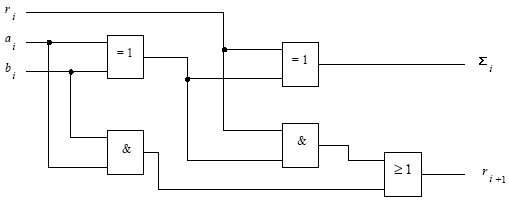 r i
a i
b i
= 1
= 1
Σ i
&
&
≥ 1
r i+1